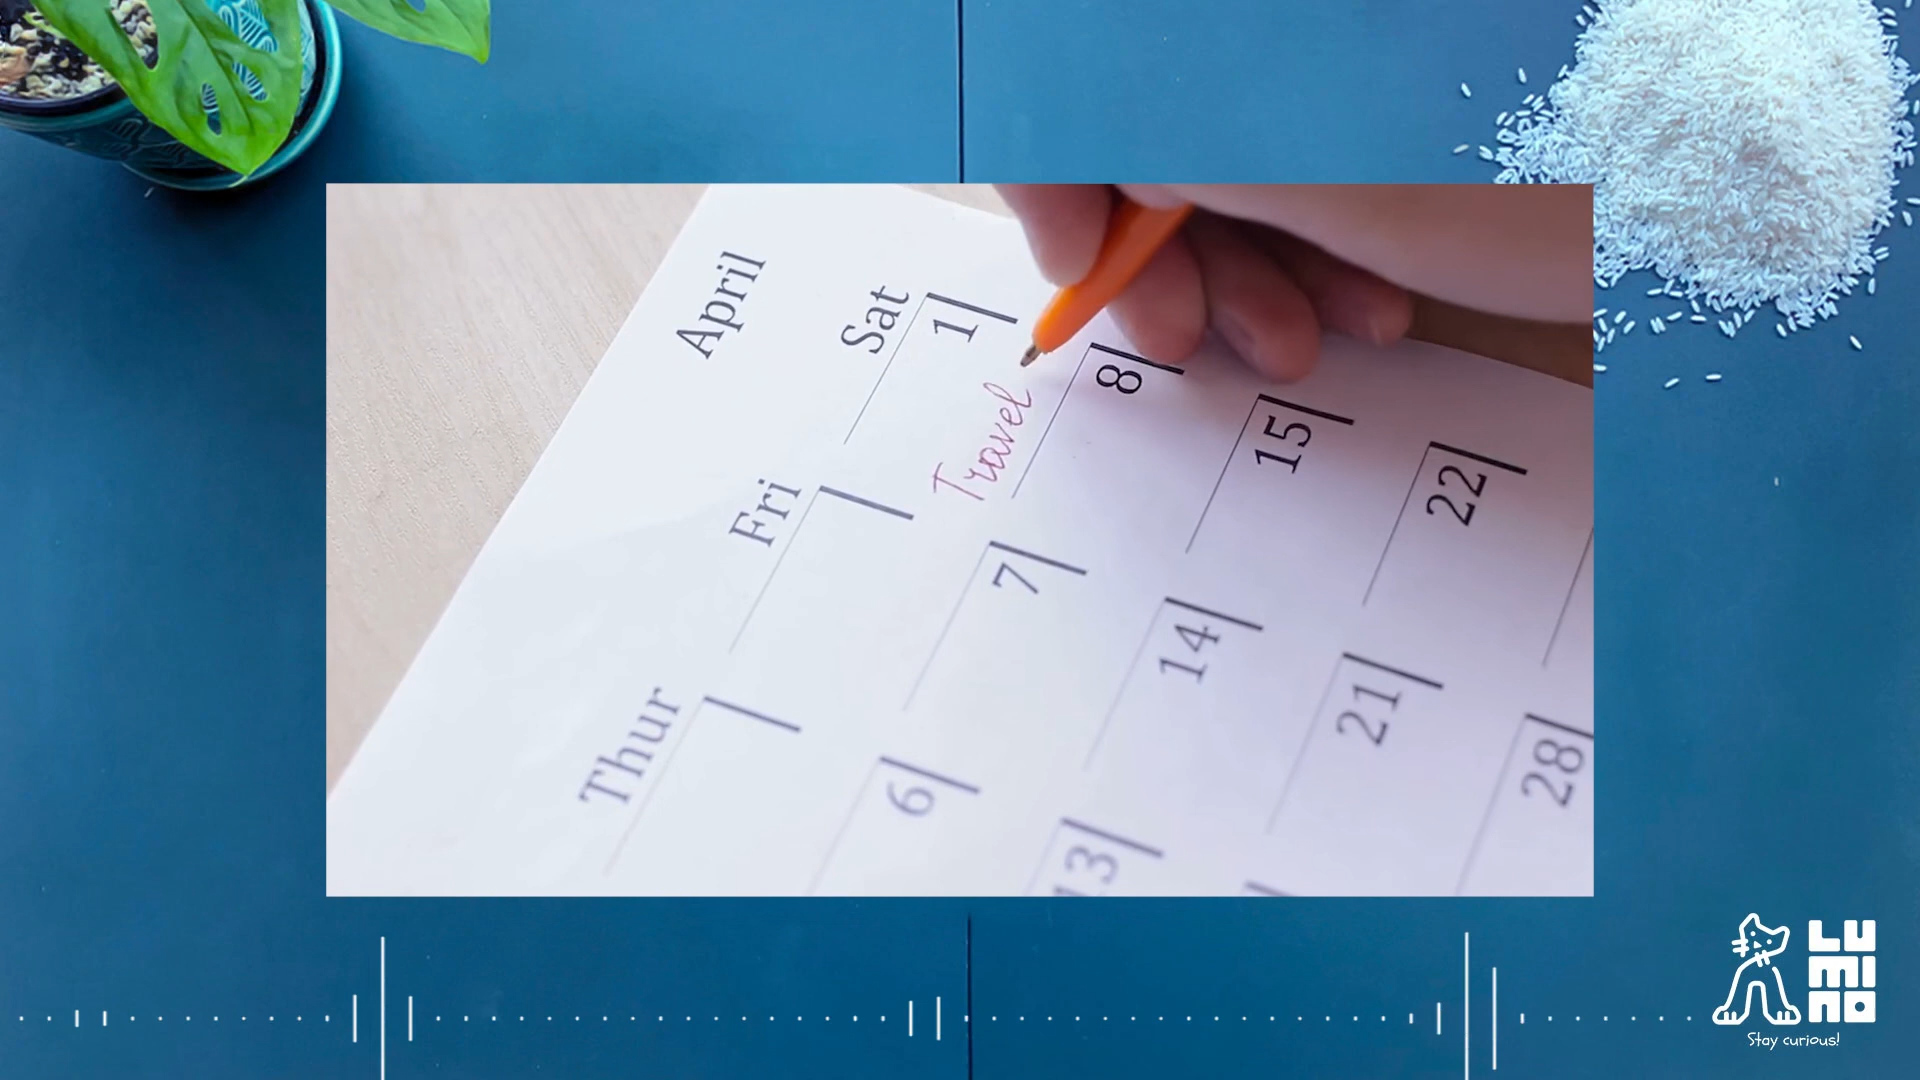 April
Thur Fri Sat
1
Travel
6 7 8
13 14 15
21 22
28
LU
MI
NO
Stay curious!